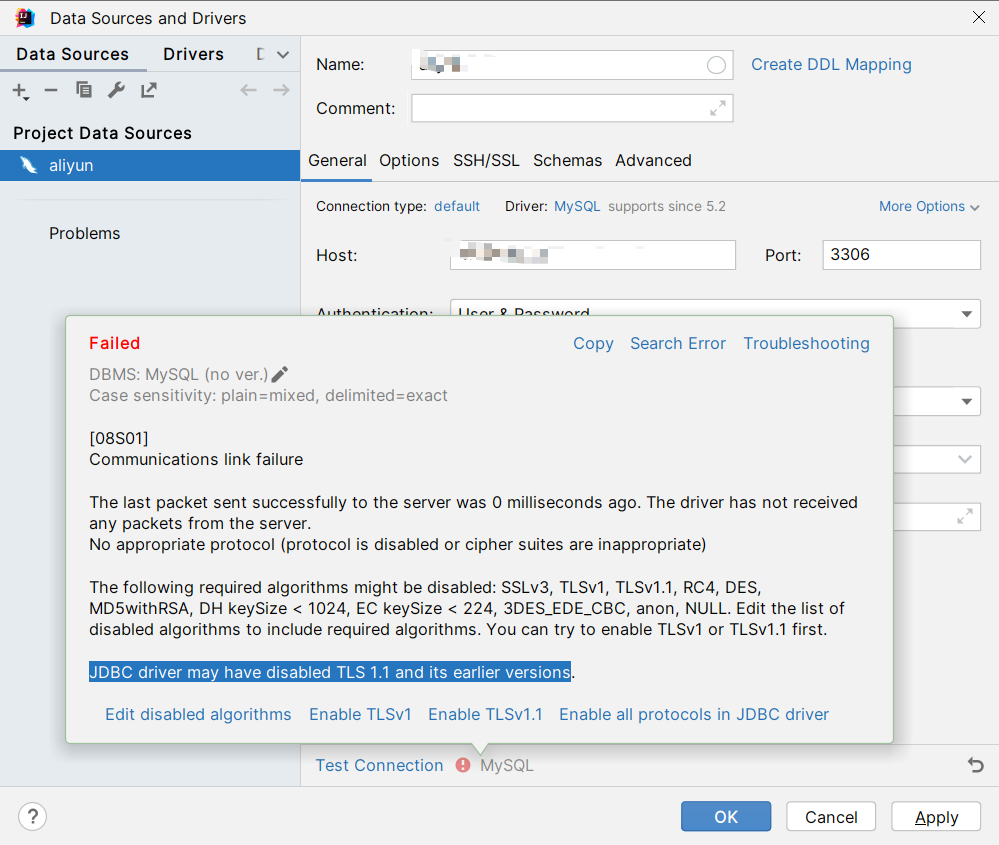 Data Sources and Drivers
Data Sources Drivers
Name:
Create DDL Mapping
Comment:
Project Data Sources
aliyun
General Options SSH/SSL Schemas Advanced
Connection type: default Driver: MySQL supports since 5.2 More Options
Problems
Host:
Port: 3306
Authentication: User & Password
Failed
Copy Search Error Troubleshooting
DBMS: MySQL (no ver.)
Case sensitivity: plain=mixed, delimited=exact
[08S01]
Communications link failure
The last packet sent successfully to the server was 0 milliseconds ago. The driver has not received
any packets from the server.
No appropriate protocol (protocol is disabled or cipher suites are inappropriate)
The following required algorithms might be disabled: SSLv3, TLSv1, TLSv1.1, RC4, DES,
MD5withRSA, DH keySize < 1024, EC keySize < 224, 3DES_EDE_CBC, anon, NULL. Edit the list of
disabled algorithms to include required algorithms. You can try to enable TLSv1 or TLSv1.1 first.
JDBC driver may have disabled TLS 1.1 and its earlier versions.
Edit disabled algorithms Enable TLSv1 Enable TLSv1.1 Enable all protocols in JDBC driver
Test Connection MySQL
? OK Cancel Apply